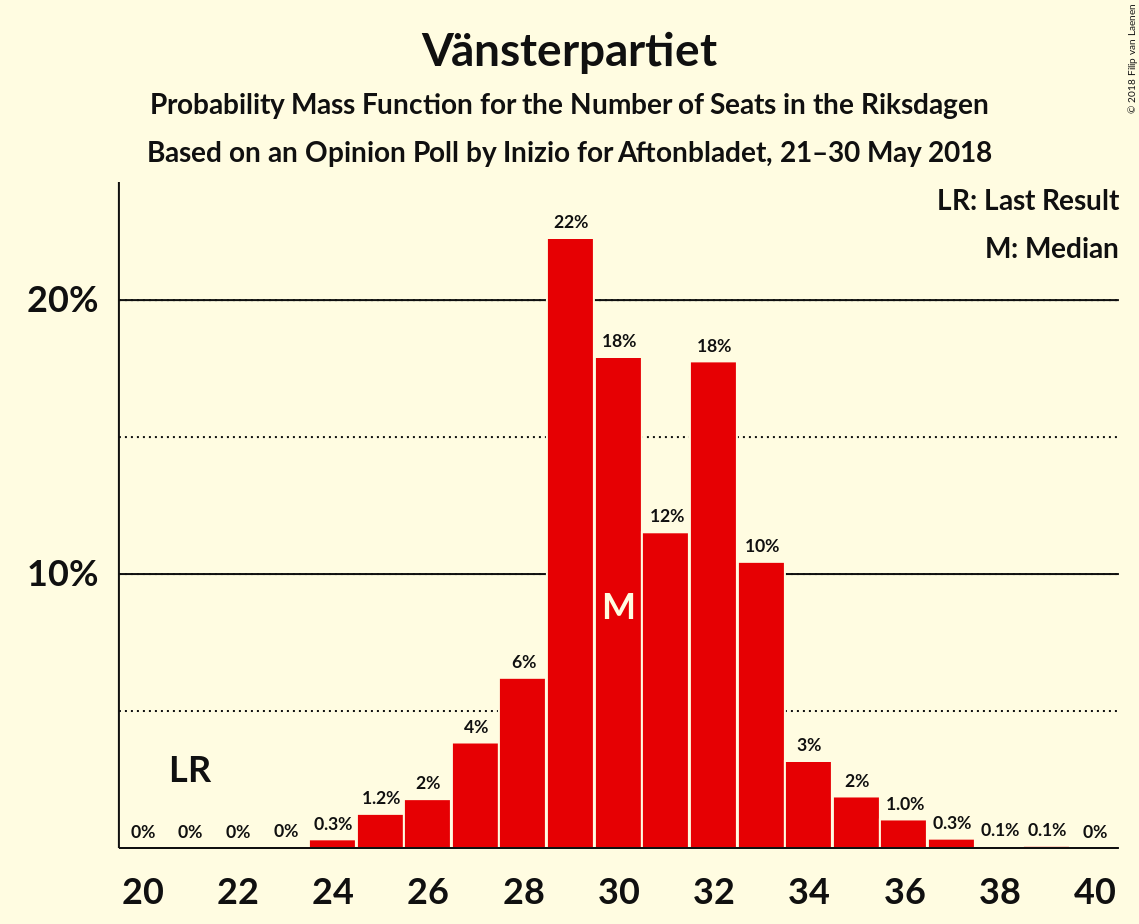 Vänsterpartiet
Probability Mass Function for the Number of Seats in the Riksdagen
Based on an Opinion Poll by Inizio for Aftonbladet, 21–30 May 2018
© 2018 Filip van Laenen
LR: Last Result
M: Median
20%
10%
0% 0% 0% 0% 0.3% 1.2% 2% 4% 6% 22% 18% 12% 18% 10% 3% 2% 1.0% 0.3% 0.1% 0.1% 0%
LR
M
20 22 24 26 28 30 32 34 36 38 40